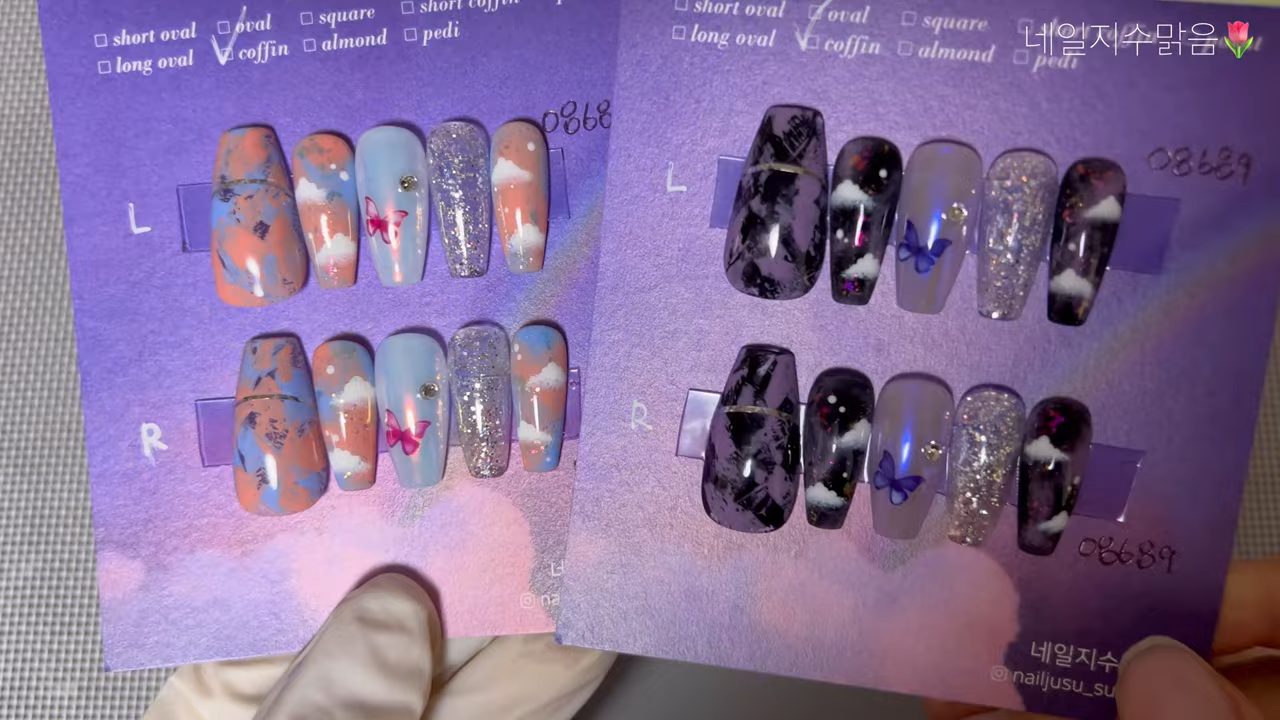 □ short oval □ oval □ square □ short coffin
□ long oval □ coffin □ almond □ pedi
0868
L
R
□ short oval □ oval □ square
□ long oval □ coffin □ almond □ pedi
네일지수맑음🌷
L
08689
R
08689
네일지수
nailjusu_su